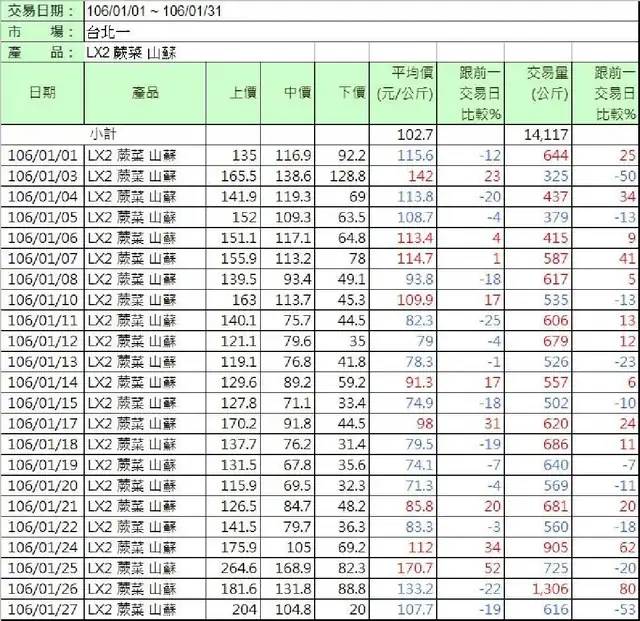 交易日期： 106/01/01 ~ 106/01/31
市 場： 台北一
產 品： LX2 蕨菜 山蘇
日期 產品 上價 中價 下價 平均價 (元/公斤) 跟前一交易日比較% 交易量 (公斤) 跟前一交易日比較%
小計 102.7 14,117
106/01/01 LX2 蕨菜 山蘇 135 116.9 92.2 115.6 -12 644 25
106/01/03 LX2 蕨菜 山蘇 165.5 138.6 128.8 142 23 325 -50
106/01/04 LX2 蕨菜 山蘇 141.9 119.3 69 113.8 -20 437 34
106/01/05 LX2 蕨菜 山蘇 152 109.3 63.5 108.7 -4 379 -13
106/01/06 LX2 蕨菜 山蘇 151.1 117.1 64.8 113.4 4 415 9
106/01/07 LX2 蕨菜 山蘇 155.9 113.2 78 114.7 1 587 41
106/01/08 LX2 蕨菜 山蘇 139.5 93.4 49.1 93.8 -18 617 5
106/01/10 LX2 蕨菜 山蘇 163 113.7 45.3 109.9 17 535 -13
106/01/11 LX2 蕨菜 山蘇 140.1 75.7 44.5 82.3 -25 606 13
106/01/12 LX2 蕨菜 山蘇 121.1 79.6 35 79 -4 679 12
106/01/13 LX2 蕨菜 山蘇 119.1 76.8 41.8 78.3 -1 526 -23
106/01/14 LX2 蕨菜 山蘇 129.6 89.2 59.2 91.3 17 557 6
106/01/15 LX2 蕨菜 山蘇 127.8 71.1 33.4 74.9 -18 502 -10
106/01/17 LX2 蕨菜 山蘇 170.2 91.8 44.5 98 31 620 24
106/01/18 LX2 蕨菜 山蘇 137.7 76.2 31.4 79.5 -19 686 11
106/01/19 LX2 蕨菜 山蘇 131.5 67.8 35.6 74.1 -7 640 -7
106/01/20 LX2 蕨菜 山蘇 115.9 69.5 32.3 71.3 -4 569 -11
106/01/21 LX2 蕨菜 山蘇 126.5 84.7 48.2 85.8 20 681 20
106/01/22 LX2 蕨菜 山蘇 141.5 79.7 36.3 83.3 -3 560 -18
106/01/24 LX2 蕨菜 山蘇 175.9 105 69.2 112 34 905 62
106/01/25 LX2 蕨菜 山蘇 264.6 168.9 82.3 170.7 52 725 -20
106/01/26 LX2 蕨菜 山蘇 181.6 131.8 88.8 133.2 -22 1,306 80
106/01/27 LX2 蕨菜 山蘇 204 104.8 20 107.7 -19 616 -53